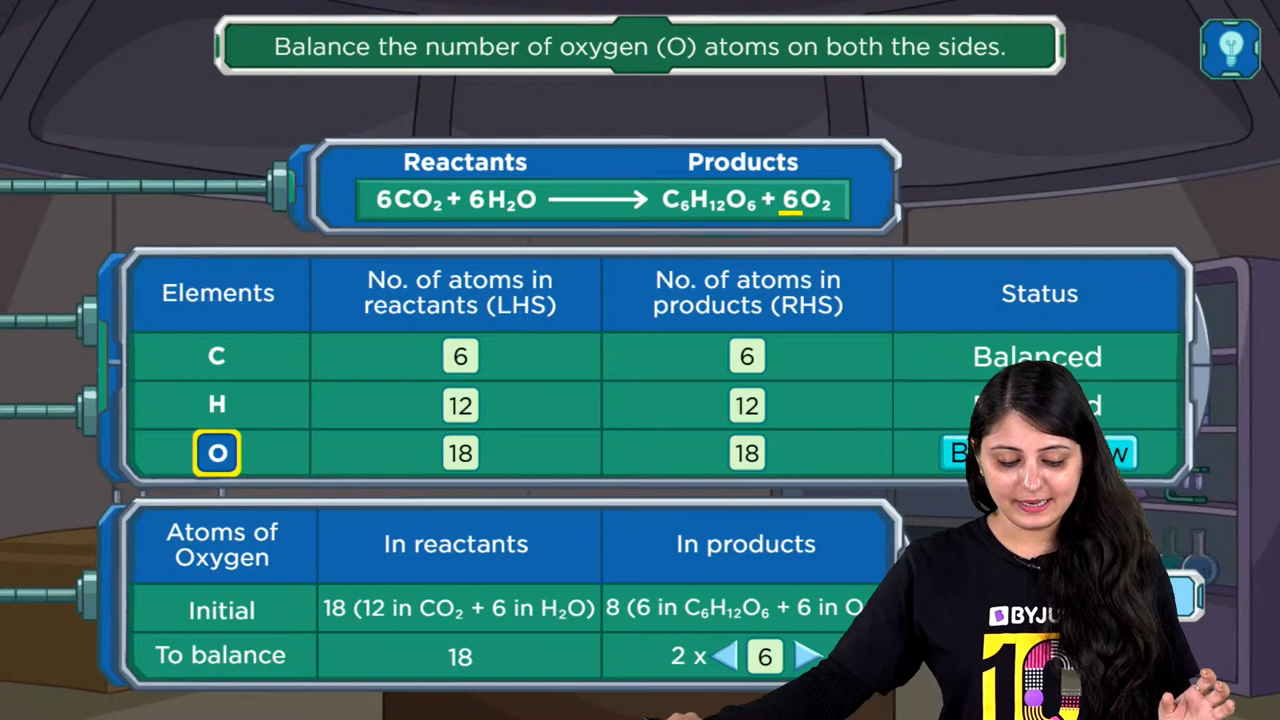 Balance the number of oxygen (O) atoms on both the sides.
Reactants Products
6CO₂ + 6H₂O ⟶ C₆H₁₂O₆ + 6O₂
Elements
No. of atoms in
reactants (LHS)
No. of atoms in
products (RHS)
Status
C 6 6 Balanced
H 12 12
O 18 18
Atoms of
Oxygen
In reactants
In products
Initial 18 (12 in CO₂ + 6 in H₂O) 8 (6 in C₆H₁₂O₆ + 6 in O
To balance 18 2 x 6
BYJU
10